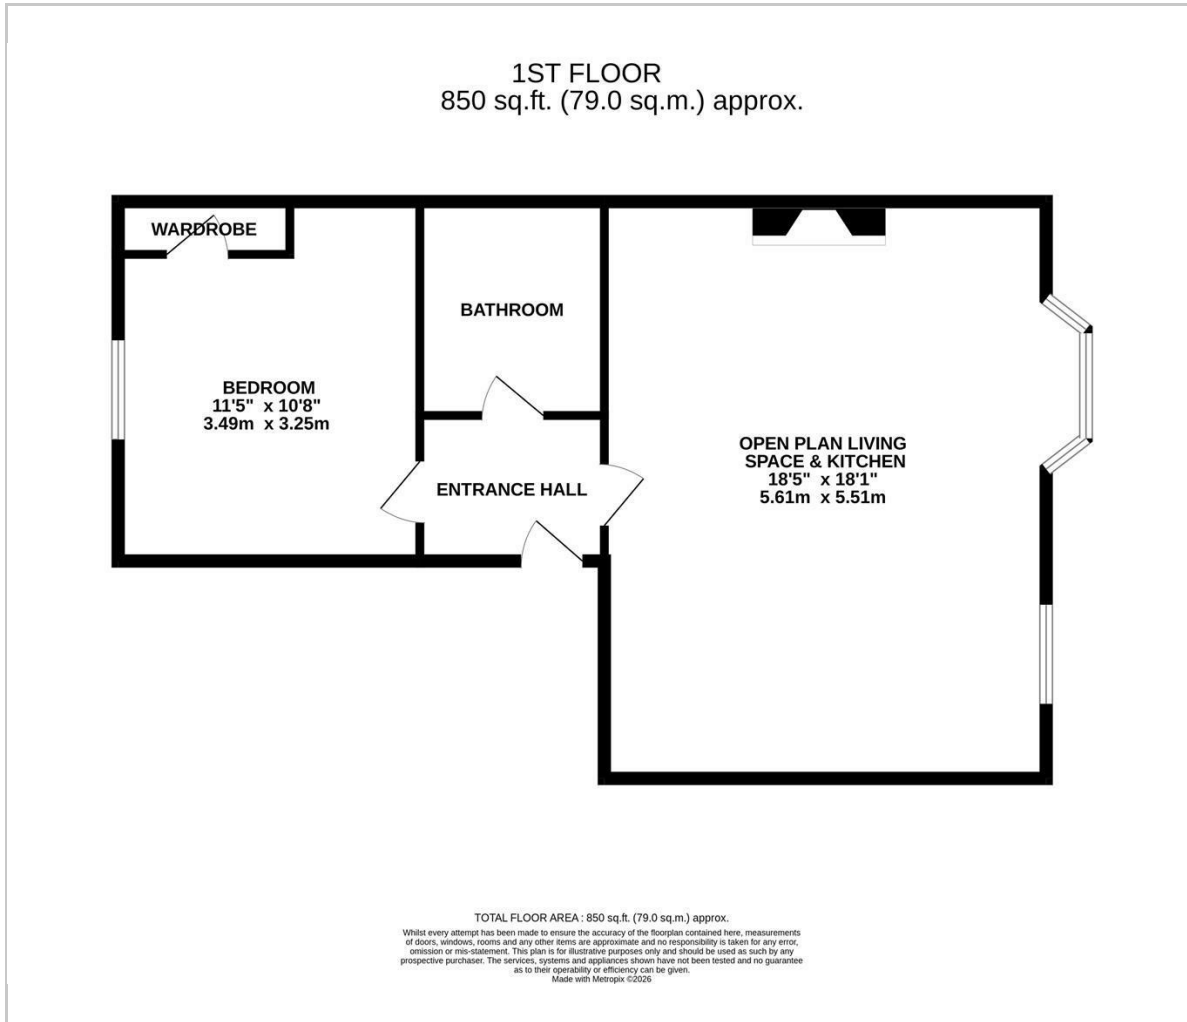 1ST FLOOR
850 sq.ft. (79.0 sq.m.) approx.
WARDROBE
BATHROOM
BEDROOM
11'5" x 10'8"
3.49m x 3.25m
OPEN PLAN LIVING
SPACE & KITCHEN
18'5" x 18'1"
5.61m x 5.51m
ENTRANCE HALL
TOTAL FLOOR AREA : 850 sq.ft. (79.0 sq.m.) approx.
Whilst every attempt has been made to ensure the accuracy of the floorplan contained here, measurements
of doors, windows, rooms and any other items are approximate and no responsibility is taken for any error,
omission or mis-statement. This plan is for illustrative purposes only and should be used as such by any
prospective purchaser. The services, systems and appliances shown have not been tested and no guarantee
as to their operability or efficiency can be given.
Made with Metropix ©2026